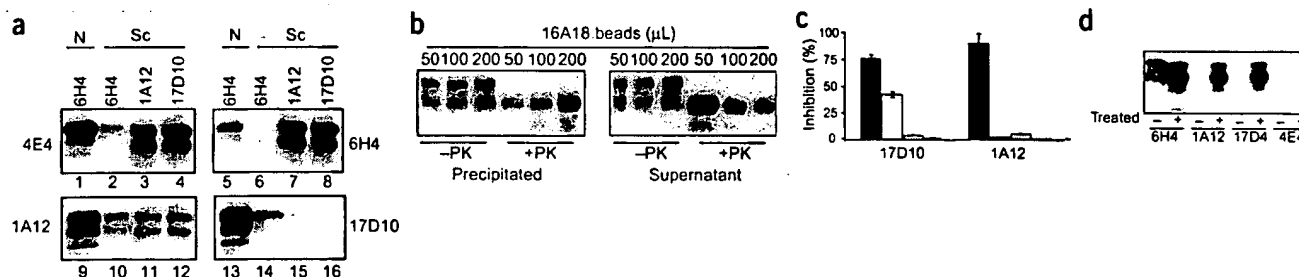 a
N Sc N Sc
6H4 6H4 1A12 17D10 6H4 6H4 1A12 17D10
4E4 6H4
1 2 3 4 5 6 7 8
1A12 17D10
9 10 11 12 13 14 15 16
b
16A18 beads (μL)
50 100 200 50 100 200 50 100 200 50 100 200
–PK +PK –PK +PK
Precipitated Supernatant
c
Inhibition (%)
100
75
50
25
0
17D10 1A12
d
Treated – + – + – + –
6H4 1A12 17D4 4E4